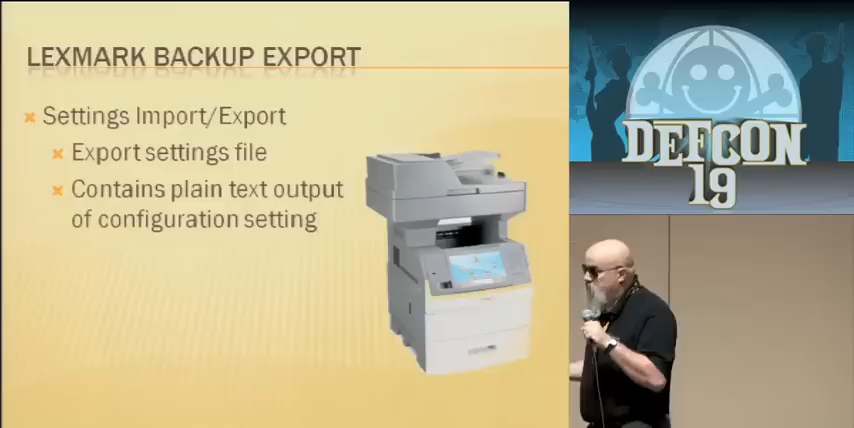 LEXMARK BACKUP EXPORT
Settings Import/Export
Export settings file
Contains plain text output
of configuration setting
DEFCON
19